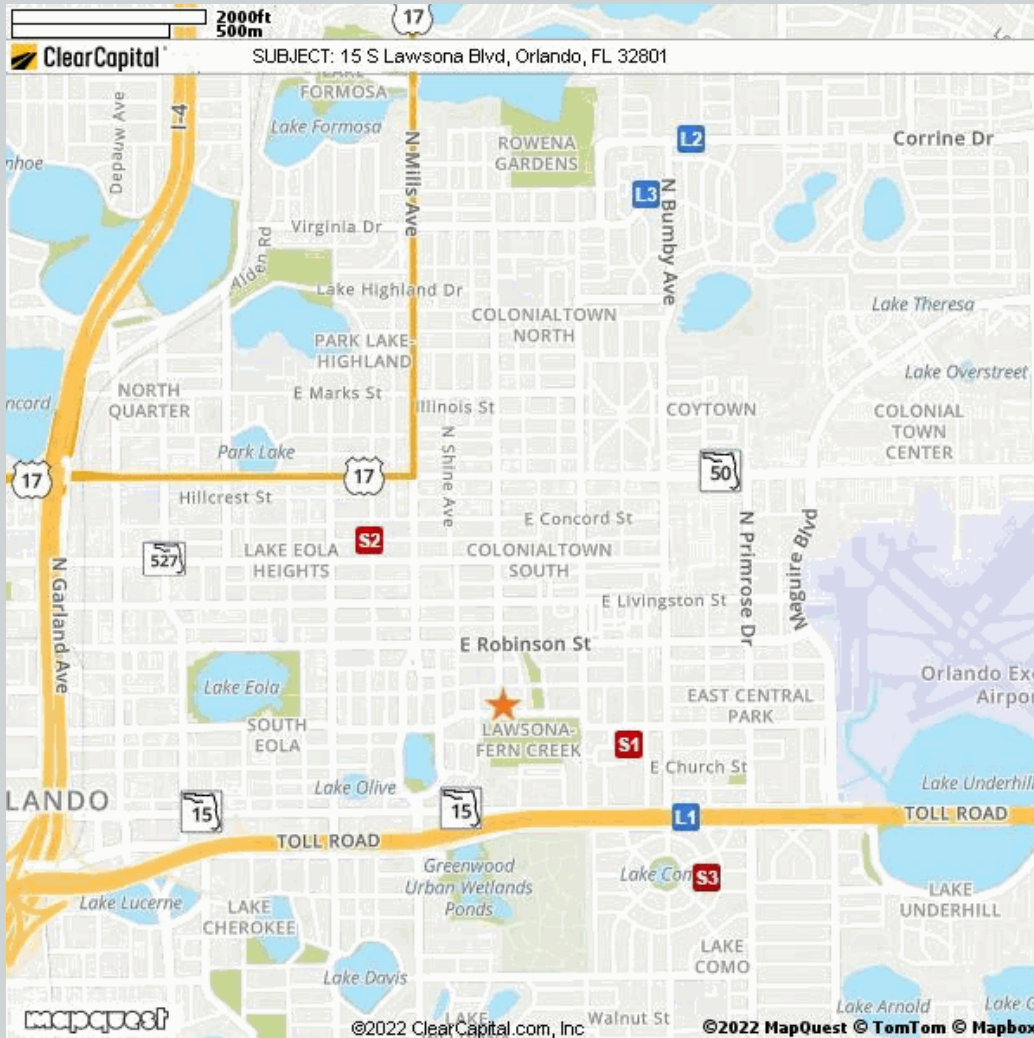 2000ft
500m
17
ClearCapital
SUBJECT: 15 S Lawsona Blvd, Orlando, FL 32801
LAKE
FORMOSA
Lake Formosa
Depauw Ave
I-4
N Mills Ave
ROWENA
GARDENS
L2
Corrine Dr
nhoe
L3
N Bumby Ave
Virginia Dr
Alden Rd
Lake Highland Dr
COLONIALTOWN
NORTH
Lake Theresa
PARK LAKE-
HIGHLAND
Lake Overstreet
NORTH
QUARTER
E Marks St
Illinois St
COYTOWN
COLONIAL
TOWN
CENTER
ncord
N Shine Ave
Park Lake
17
17
50
Hillcrest St
E Concord St
S2
527
LAKE EOLA
HEIGHTS
COLONIALTOWN
SOUTH
N Primrose Dr
Maguire Blvd
N Garland Ave
E Livingston St
E Robinson St
Lake Eola
Orlando Exe
Airpor
EAST CENTRAL
PARK
SOUTH
EOLA
LAWSONA-
FERN CREEK
S1
E Church St
Lake Olive
Lake Underhill
LANDO
15
15
L1
TOLL ROAD
TOLL ROAD
Greenwood
Urban Wetlands
Ponds
Lake Con
S3
Lake Lucerne
LAKE
CHEROKEE
LAKE
UNDERHILL
LAKE
COMO
Lake Davis
Lake Arnold
Lake G
LAKE
Walnut St
mapquest
©2022 ClearCapital.com, Inc
©2022 MapQuest © TomTom © Mapbox